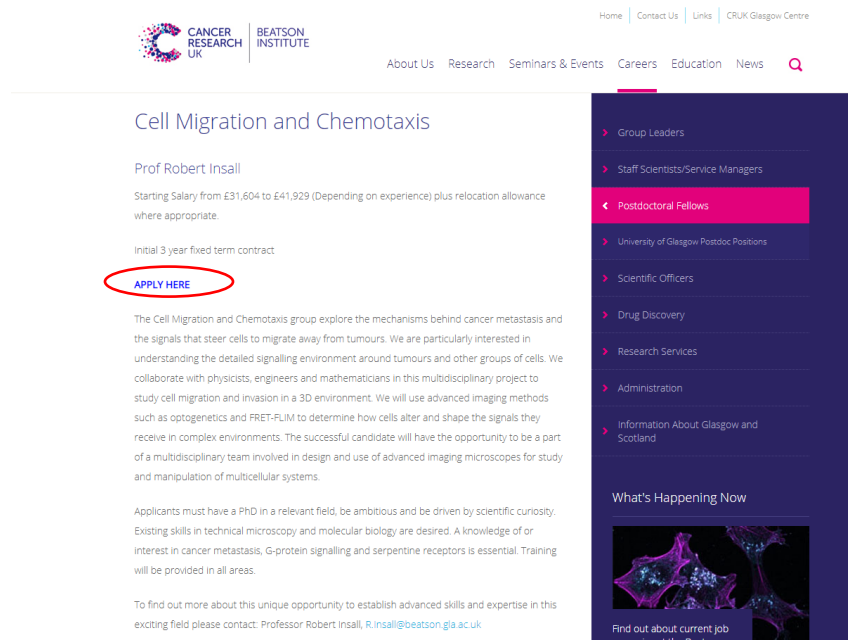 Home Contact Us Links CRUK Glasgow Centre
CANCER
RESEARCH
UK
BEATSON
INSTITUTE
About Us Research Seminars & Events Careers Education News
Cell Migration and Chemotaxis
Prof Robert Insall
Starting Salary from £31,604 to £41,929 (Depending on experience) plus relocation allowance
where appropriate.
Initial 3 year fixed term contract
APPLY HERE
The Cell Migration and Chemotaxis group explore the mechanisms behind cancer metastasis and
the signals that steer cells to migrate away from tumours. We are particularly interested in
understanding the detailed signalling environment around tumours and other groups of cells. We
collaborate with physicists, engineers and mathematicians in this multidisciplinary project to
study cell migration and invasion in a 3D environment. We will use advanced imaging methods
such as optogenetics and FRET-FLIM to determine how cells alter and shape the signals they
receive in complex environments. The successful candidate will have the opportunity to be a part
of a multidisciplinary team involved in design and use of advanced imaging microscopes for study
and manipulation of multicellular systems.
Applicants must have a PhD in a relevant field, be ambitious and be driven by scientific curiosity.
Existing skills in technical microscopy and molecular biology are desired. A knowledge of or
interest in cancer metastasis, G-protein signalling and serpentine receptors is essential. Training
will be provided in all areas.
To find out more about this unique opportunity to establish advanced skills and expertise in this
exciting field please contact: Professor Robert Insall, R.Insall@beatson.gla.ac.uk
Group Leaders
Staff Scientists/Service Managers
Postdoctoral Fellows
University of Glasgow Postdoc Positions
Scientific Officers
Drug Discovery
Research Services
Administration
Information About Glasgow and
Scotland
What's Happening Now
Find out about current job